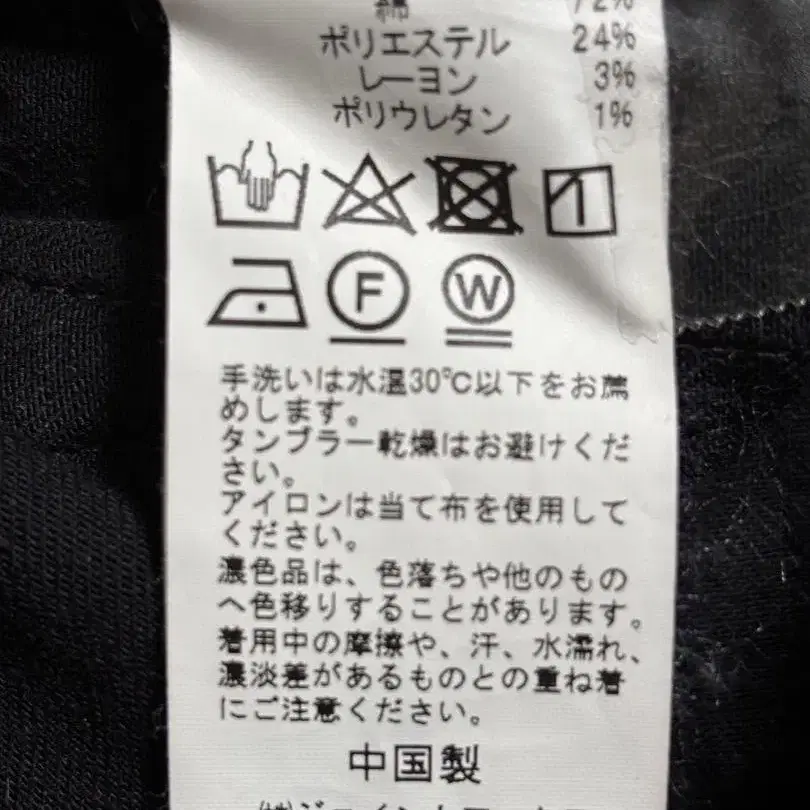 綿 72%
ポリエステル 24%
レーヨン 3%
ポリウレタン 1%
F W
手洗いは水温30℃以下をお薦
めします。
タンブラー乾燥はお避けくだ
さい。
アイロンは当て布を使用して
ください。
濃色品は、色落ちや他のもの
へ色移りすることがあります。
着用中の摩擦や、汗、水濡れ、
濃淡差があるものとの重ね着
にご注意ください。
中国製